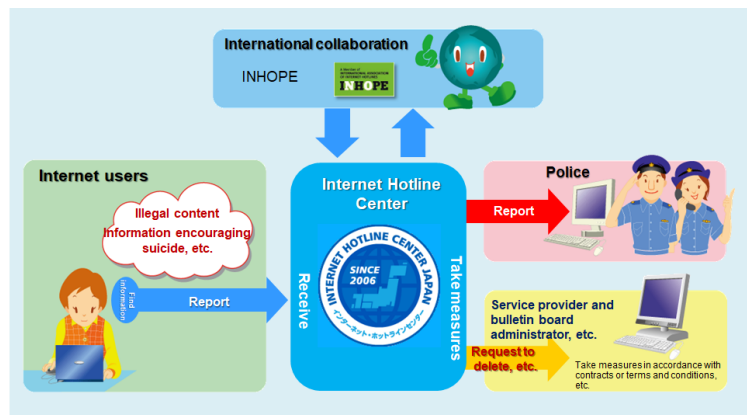 International collaboration
INHOPE
A member of
INTERNATIONAL ASSOCIATION
OF INTERNET HOTLINES
INHOPE
Internet users
Illegal content
Information encouraging
suicide, etc.
Find
information
Report
Internet Hotline
Center
Receive
INTERNET HOTLINE CENTER JAPAN
SINCE
2006
インターネット・ホットラインセンター
Take measures
Police
Report
Service provider and
bulletin board
administrator, etc.
Request to
delete, etc.
Take measures in accordance with
contracts or terms and conditions,
etc.